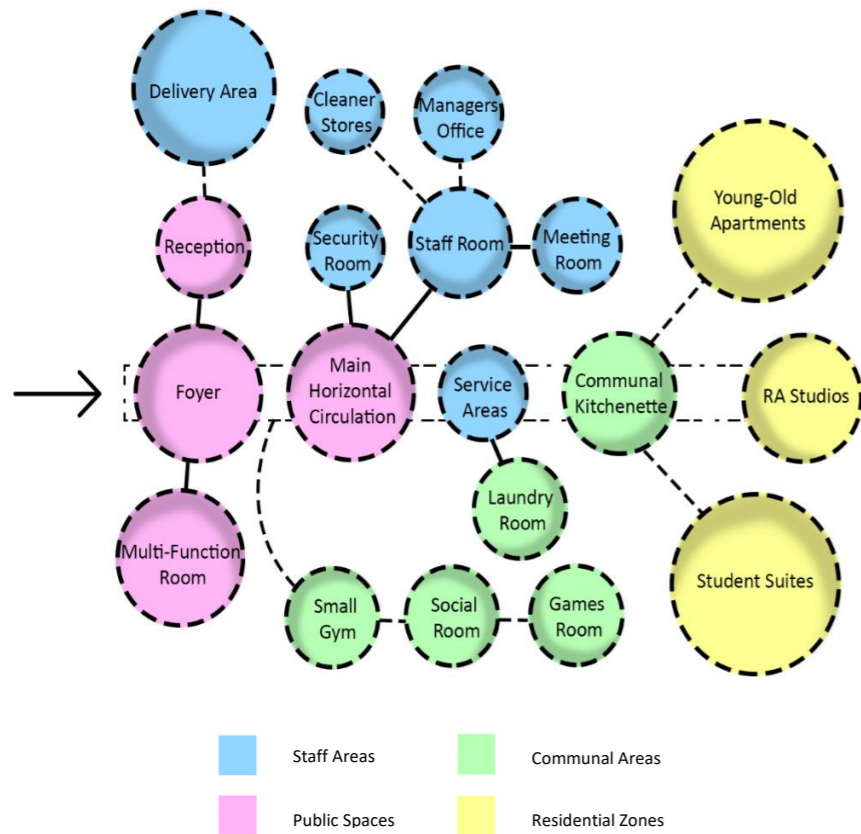 Delivery Area
Cleaner
Stores
Managers
Office
Young-Old
Apartments
Reception
Security
Room
Staff Room
Meeting
Room
Foyer
Main
Horizontal
Circulation
Service
Areas
Communal
Kitchenette
RA Studios
Laundry
Room
Multi-Function
Room
Small
Gym
Social
Room
Games
Room
Student Suites
Staff Areas
Communal Areas
Public Spaces
Residential Zones